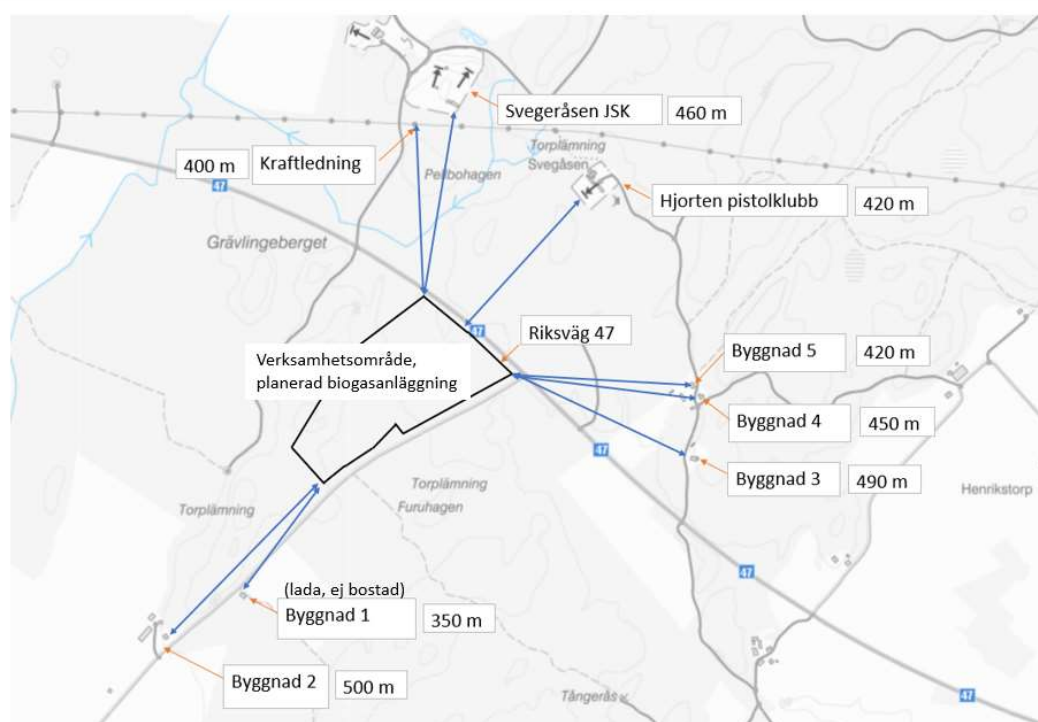 Svegeråsen JSK
460 m
Torplämning
Svegåsen
400 m
Kraftledning
47
Pellbohagen
Hjorten pistolklubb
420 m
Grävlingeberget
47
Riksväg 47
Verksamhetsområde,
planerad biogasanläggning
Byggnad 5
420 m
Byggnad 4
450 m
47
Byggnad 3
490 m
Henrikstorp
Torplämning
Furuhagen
Torplämning
47
(lada, ej bostad)
Byggnad 1
350 m
Byggnad 2
500 m
Tångerås
47